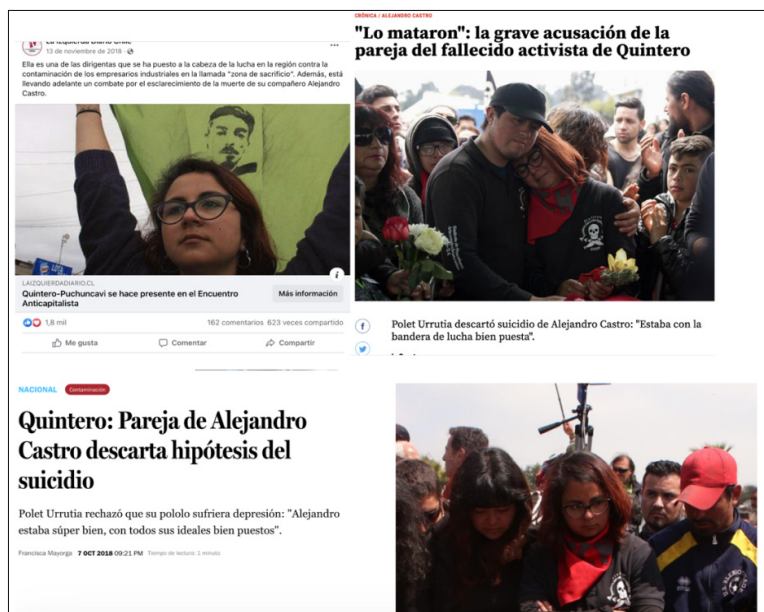 La Izquierda Diario Chile
13 de noviembre de 2018 ·
Ella es una de las dirigentes que se ha puesto a la cabeza de la lucha en la región contra la
contaminación de los empresarios industriales en la llamada "zona de sacrificio". Además, está
llevando adelante un combate por el esclarecimiento de la muerte de su compañero Alejandro
Castro.
LAIZQUIERDADIARIO.CL
Quintero-Puchuncavi se hace presente en el Encuentro
Anticapitalista
Más información
1,8 mil
162 comentarios 623 veces compartido
Me gusta
Comentar
Compartir
CRÓNICA / ALEJANDRO CASTRO
"Lo mataron": la grave acusación de la
pareja del fallecido activista de Quintero
Polet Urrutia descartó suicidio de Alejandro Castro: "Estaba con la
bandera de lucha bien puesta".
NACIONAL
Contaminación
Quintero: Pareja de Alejandro
Castro descarta hipótesis del
suicidio
Polet Urrutia rechazó que su pololo sufriera depresión: "Alejandro
estaba súper bien, con todos sus ideales bien puestos".
Francisca Mayorga 7 OCT 2018 09:21 PM Tiempo de lectura: 1 minuto